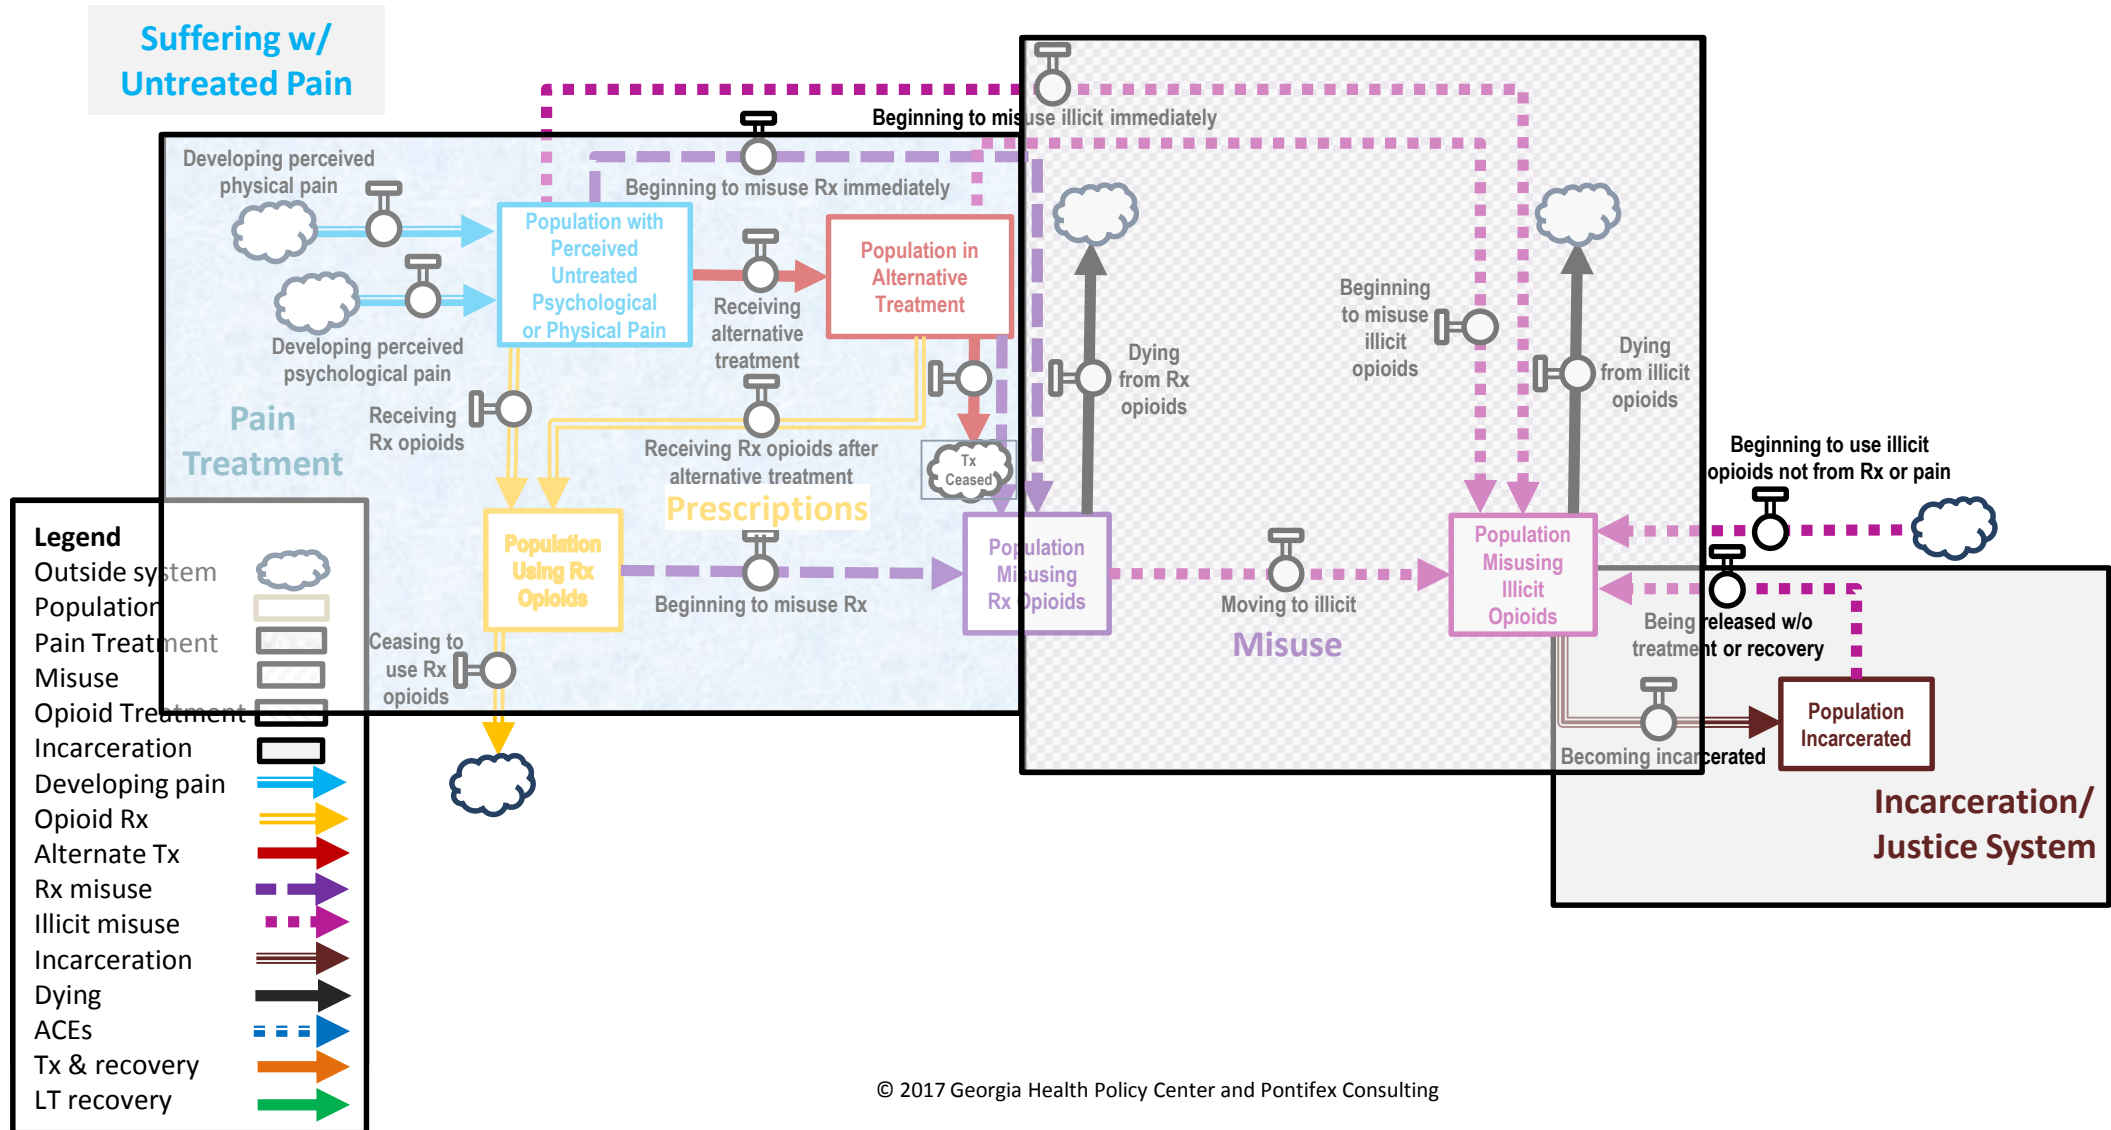 Suffering w/
Untreated Pain
Beginning to misuse illicit immediately
Developing perceived
physical pain
Beginning to misuse Rx immediately
Population with
Perceived
Untreated
Psychological
or Physical Pain
Population in
Alternative
Treatment
Receiving
alternative
treatment
Developing perceived
psychological pain
Beginning
to misuse
illicit
opioids
Dying
from Rx
opioids
Dying
from illicit
opioids
Pain
Treatment
Receiving
Rx opioids
Receiving Rx opioids after
alternative treatment
Tx
Ceased
Prescriptions
Beginning to use illicit
opioids not from Rx or pain
Population
Using Rx
Opioids
Beginning to misuse Rx
Population
Misusing
Rx Opioids
Moving to illicit
Misuse
Population
Misusing
Illicit
Opioids
Being released w/o
treatment or recovery
Ceasing to
use Rx
opioids
Becoming incarcerated
Population
Incarcerated
Incarceration/
Justice System
Legend
Outside system
Population
Pain Treatment
Misuse
Opioid Treatment
Incarceration
Developing pain
Opioid Rx
Alternate Tx
Rx misuse
Illicit misuse
Incarceration
Dying
ACEs
Tx & recovery
LT recovery
© 2017 Georgia Health Policy Center and Pontifex Consulting